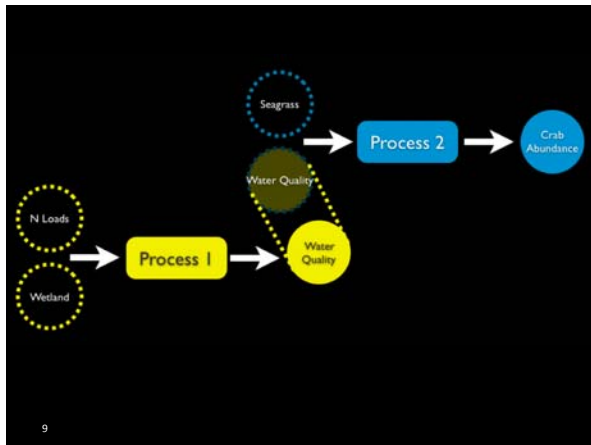 Seagrass
Process 2
Crab
Abundance
Water Quality
N Loads
Process 1
Water
Quality
Wetland
9